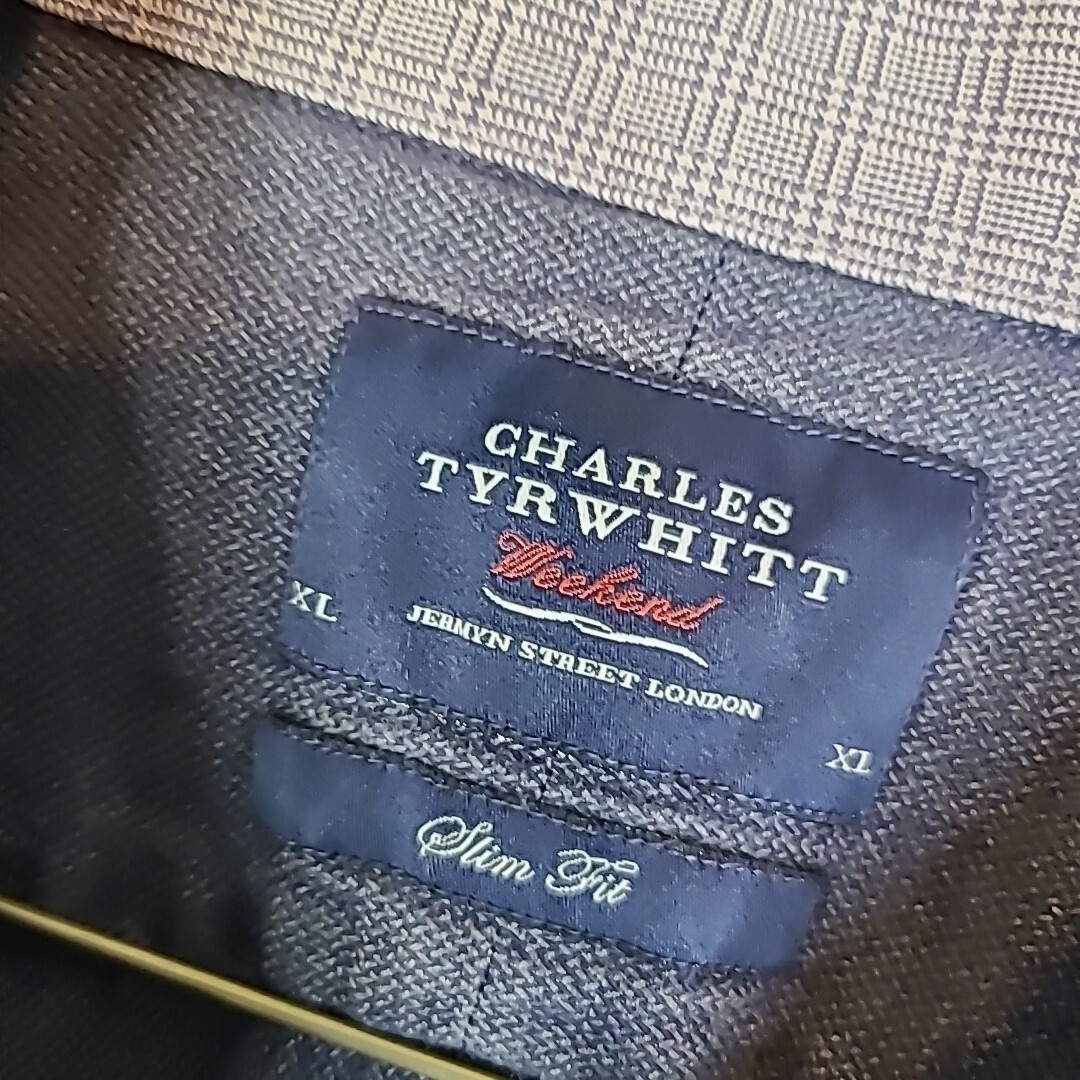 CHARLES
TYRWHITT
Weekend
JERMYN STREET LONDON
XL
XL
Slim Fit